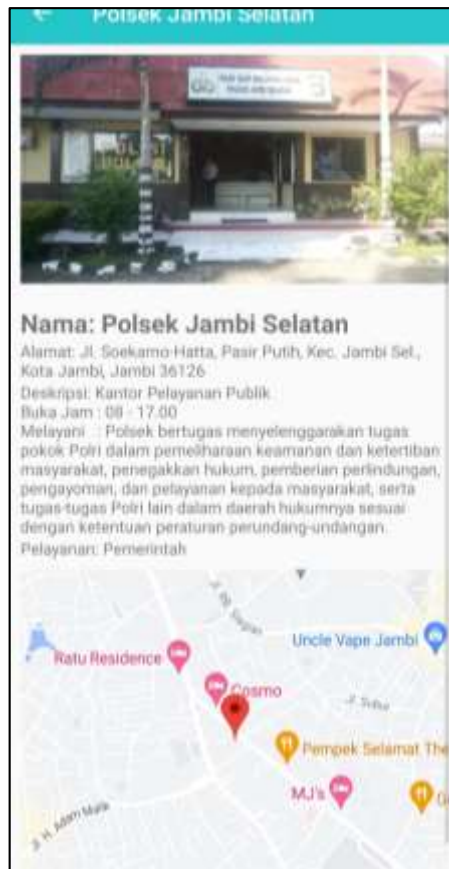 Polsek Jambi Selatan
Nama: Polsek Jambi Selatan
Alamat: Jl. Soekarno-Hatta, Pasir Putih, Kec. Jambi Sel.,
Kota Jambi, Jambi 36126
Deskripsi: Kantor Pelayanan Publik
Buka Jam : 08 - 17.00
Melayani : Polsek bertugas menyelenggarakan tugas
pokok Polri dalam pemeliharaan keamanan dan ketertiban
masyarakat, penegakkan hukum, pemberian perlindungan,
pengayoman, dan pelayanan kepada masyarakat, serta
tugas-tugas Polri lain dalam daerah hukumnya sesuai
dengan ketentuan peraturan perundang-undangan.
Pelayanan: Pemerintah
Uncle Vape Jambi
Ratu Residence
Cosmo
Pempek Selamat The
MJ's
Jl. H. Adam Malik